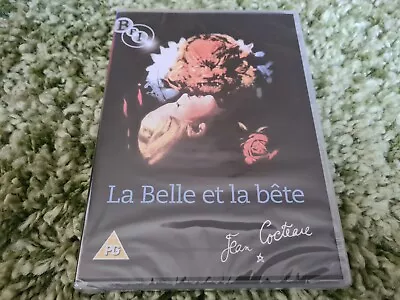 BFI
La Belle et la bête
Jean Cocteau
PG